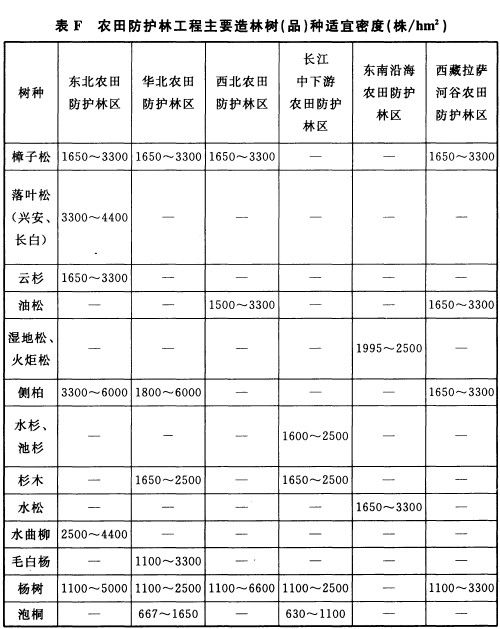 表 F 农田防护林工程主要造林树(品)种适宜密度(株/hm²)
树种 东北农田防护林区 华北农田防护林区 西北农田防护林区 长江中下游农田防护林区 东南沿海农田防护林区 西藏拉萨河谷农田防护林区
樟子松 1650～3300 1650～3300 1650～3300 — — 1650～3300
落叶松(兴安、长白) 3300～4400 — — — — —
云杉 1650～3300 — — — — —
油松 — — 1500～3300 — — 1650～3300
湿地松、火炬松 — — — — 1995～2500 —
侧柏 3300～6000 1800～6000 — — — 1650～3300
水杉、池杉 — — — 1600～2500 — —
杉木 — 1650～2500 — 1650～2500 — —
水松 — — — — 1650～3300 —
水曲柳 2500～4400 — — — — —
毛白杨 — 1100～3300 — — — —
杨树 1100～5000 1100～2500 1100～6600 1100～2500 — 1100～3300
泡桐 — 667～1650 — 630～1100 — —